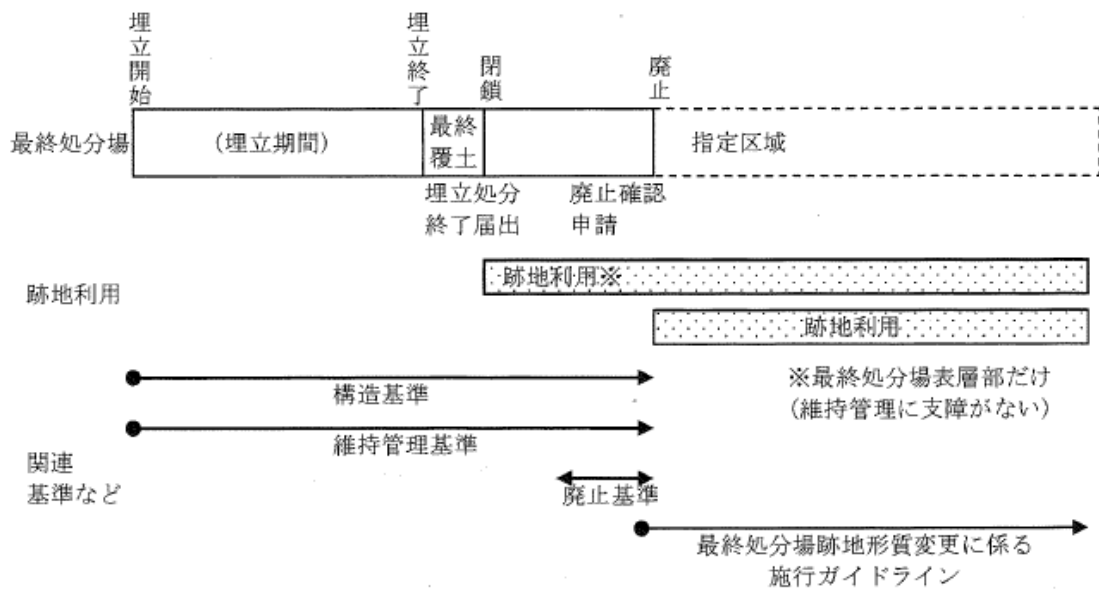 埋立開始
埋立終了
閉鎖
廃止
最終処分場
(埋立期間)
最終
覆土
指定区域
埋立処分
終了届出
廃止確認
申請
跡地利用
跡地利用※
跡地利用
構造基準
※最終処分場表層部だけ
(維持管理に支障がない)
維持管理基準
関連
基準など
廃止基準
最終処分場跡地形質変更に係る
施行ガイドライン